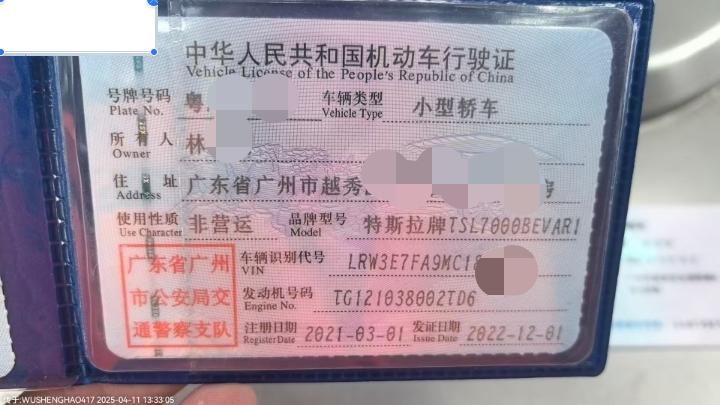 中华人民共和国机动车行驶证
Vehicle License of the People's Republic of China
号牌号码 粤 车辆类型 小型轿车
Plate No. Vehicle Type
所有人 林
Owner
住址 广东省广州市越秀
Address
使用性质 非营运 品牌型号 特斯拉牌TSL7000BEVAR1
Use Character Model
广东省广州 车辆识别代号 LRW3E7FA9MC1
市公安局交 VIN
通警察支队 发动机号码 TG121038002TD6
Engine No.
注册日期 2021-03-01 发证日期 2022-12-01
Register Date Issue Date
WUSHENGHAO417 2025-04-11 13:33:05